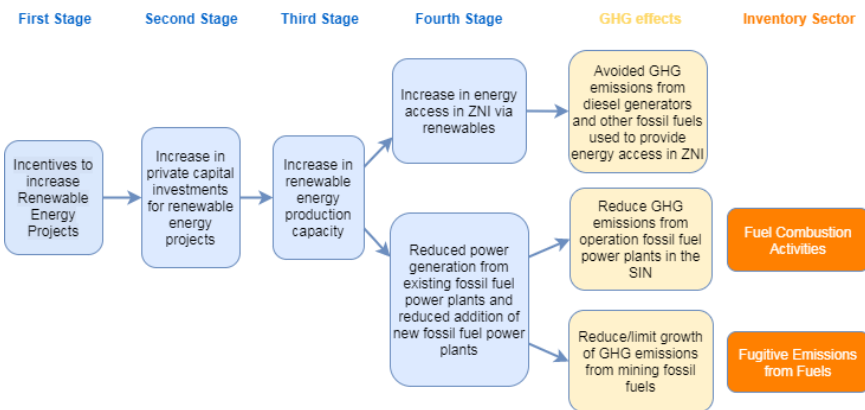 First Stage
Second Stage
Third Stage
Fourth Stage
GHG effects
Inventory Sector
Incentives to
increase
Renewable
Energy
Projects
Increase in
private capital
investments
for renewable
energy
projects
Increase in
renewable
energy
production
capacity
Increase in energy
access in ZNI via
renewables
Avoided GHG
emissions from
diesel generators
and other fossil fuels
used to provide
energy access in ZNI
Reduced power
generation from
existing fossil fuel
power plants and
reduced addition of
new fossil fuel power
plants
Reduce GHG
emissions from
operation fossil fuel
power plants in the
SIN
Fuel Combustion
Activities
Reduce/limit growth
of GHG emissions
from mining fossil
fuels
Fugitive Emissions
from Fuels